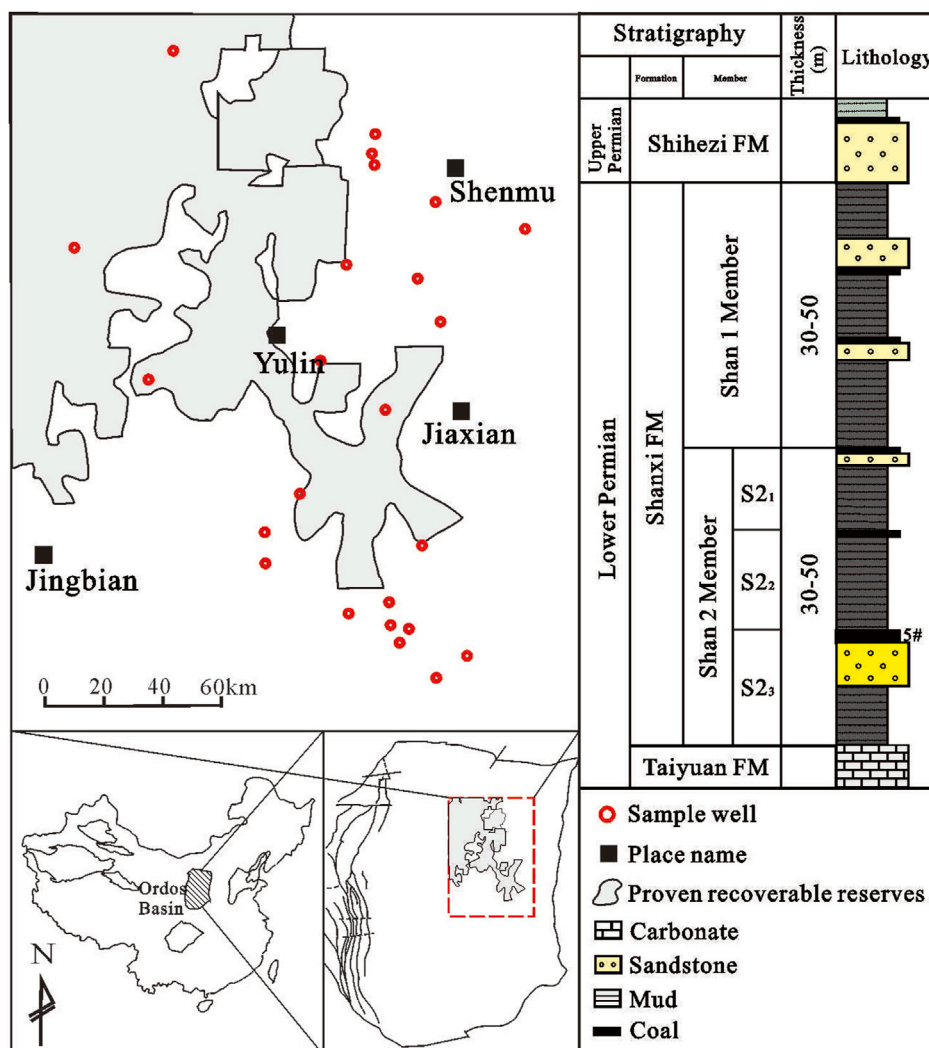 Shenmu
Yulin
Jiaxian
Jingbian
0 20 40 60km
Ordos
Basin
N
Stratigraphy
Formation
Member
Thickness
(m)
Lithology
Upper
Permian
Shihezi FM
Lower Permian
Shanxi FM
Shan 1 Member
30-50
Shan 2 Member
S2₁
S2₂
S2₃
30-50
5#
Taiyuan FM
Sample well
Place name
Proven recoverable reserves
Carbonate
Sandstone
Mud
Coal